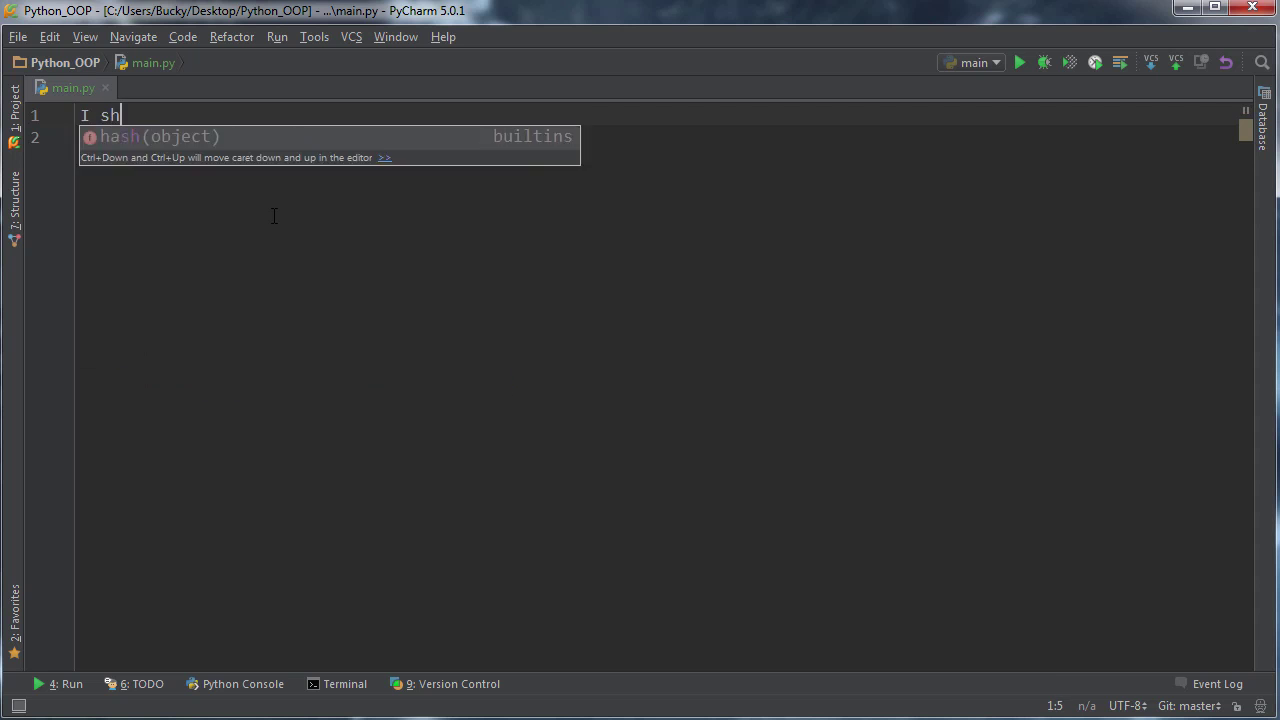 Python_OOP - [C:/Users/Bucky/Desktop/Python_OOP] - ...\main.py - PyCharm 5.0.1
File Edit View Navigate Code Refactor Run Tools VCS Window Help
Python_OOP main.py main VCS VCS
main.py
1: Project
7: Structure
2: Favorites
Database
1 I sh
2
hash(object) builtins
Ctrl+Down and Ctrl+Up will move caret down and up in the editor >>
4: Run 6: TODO Python Console Terminal 9: Version Control Event Log
1:5 n/a UTF-8 Git: master